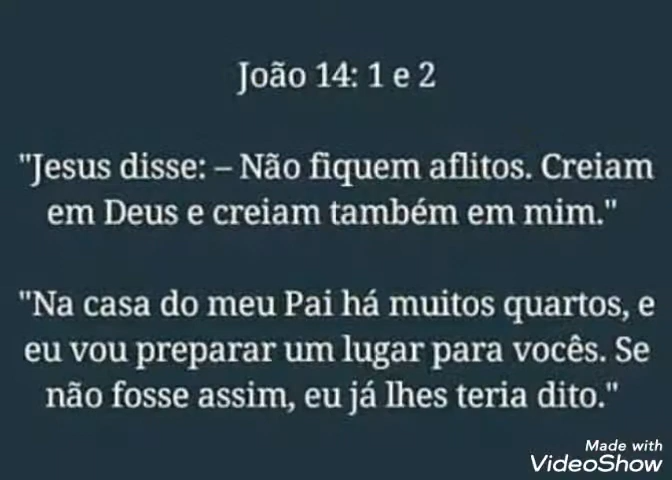 João 14: 1 e 2
"Jesus disse: – Não fiquem aflitos. Creiam
em Deus e creiam também em mim."
"Na casa do meu Pai há muitos quartos, e
eu vou preparar um lugar para vocês. Se
não fosse assim, eu já lhes teria dito."
Made with
VideoShow